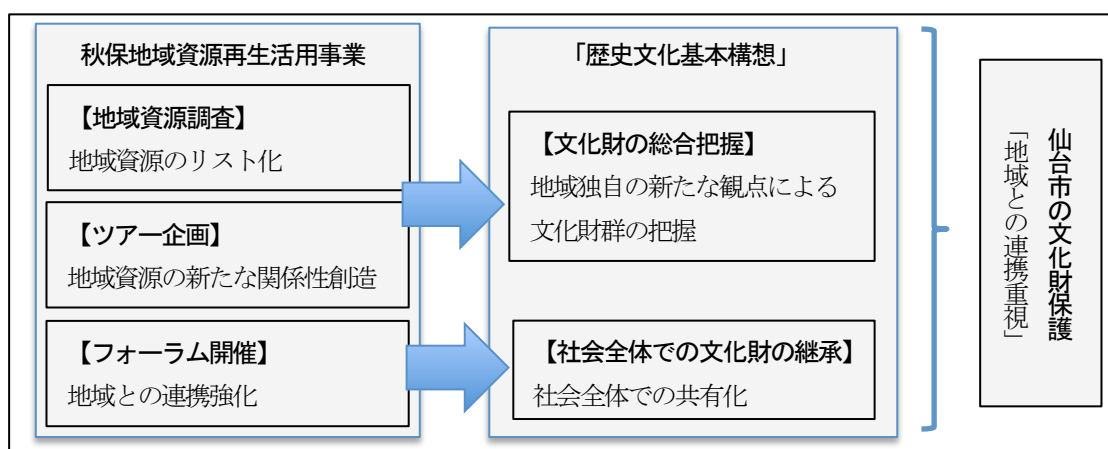 秋保地域資源再生活用事業
【地域資源調査】
地域資源のリスト化
【ツアー企画】
地域資源の新たな関係性創造
【フォーラム開催】
地域との連携強化
「歴史文化基本構想」
【文化財の総合把握】
地域独自の新たな観点による
文化財群の把握
【社会全体での文化財の継承】
社会全体での共有化
仙台市の文化財保護
「地域との連携重視」